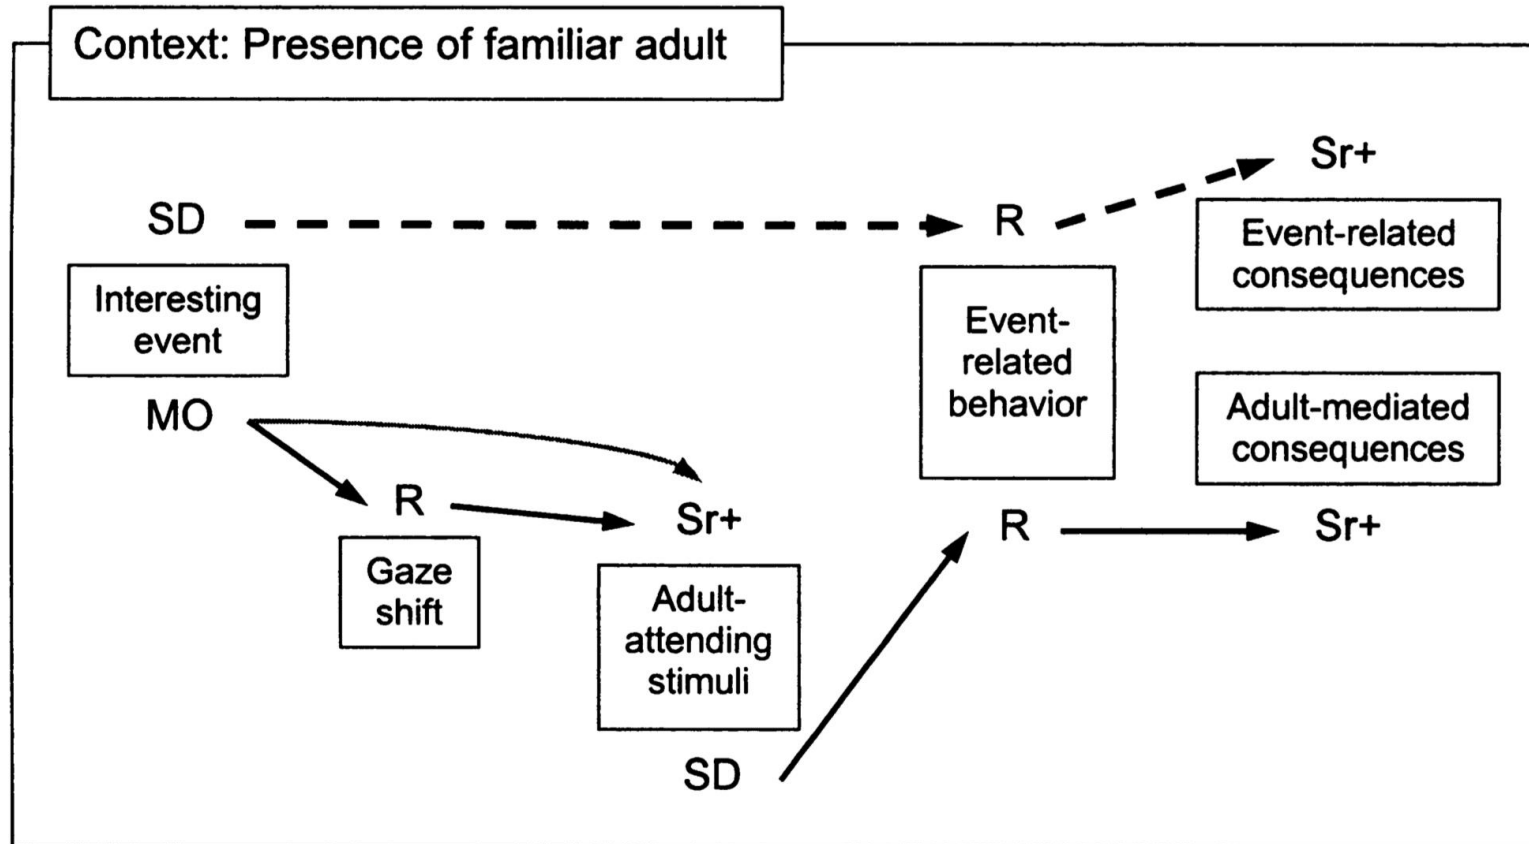 Context: Presence of familiar adult
Sr+
SD
R
Event-related
consequences
Interesting
event
Event-
related
behavior
MO
Adult-mediated
consequences
R
Sr+
R
Sr+
Gaze
shift
Adult-
attending
stimuli
SD